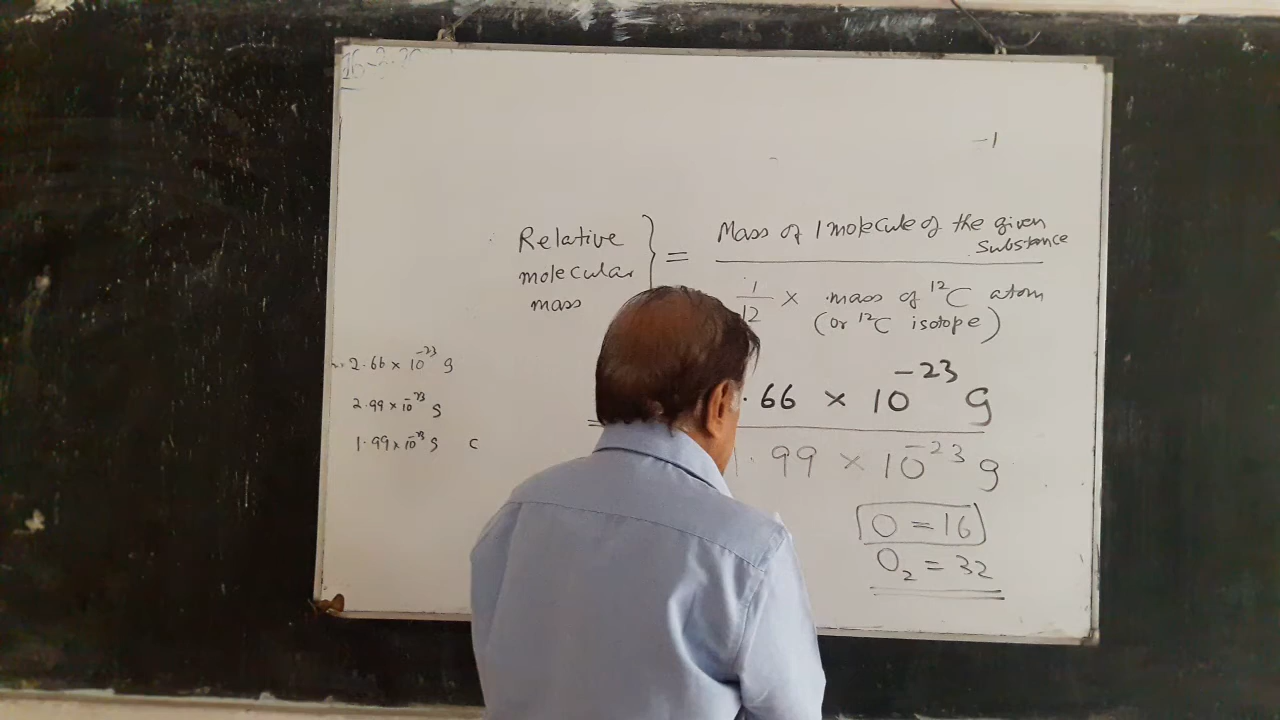 -1
Relative
molecular
mass
} =
Mass of 1 molecule of the given
Substance
1/12 × mass of ¹²C atom
(or ¹²C isotope)
2.66 × 10⁻²³ g
2.99 × 10⁻²³ g
1.99 × 10⁻²³ g C
= .66 × 10⁻²³ g
1.99 × 10⁻²³ g
O = 16
O₂ = 32